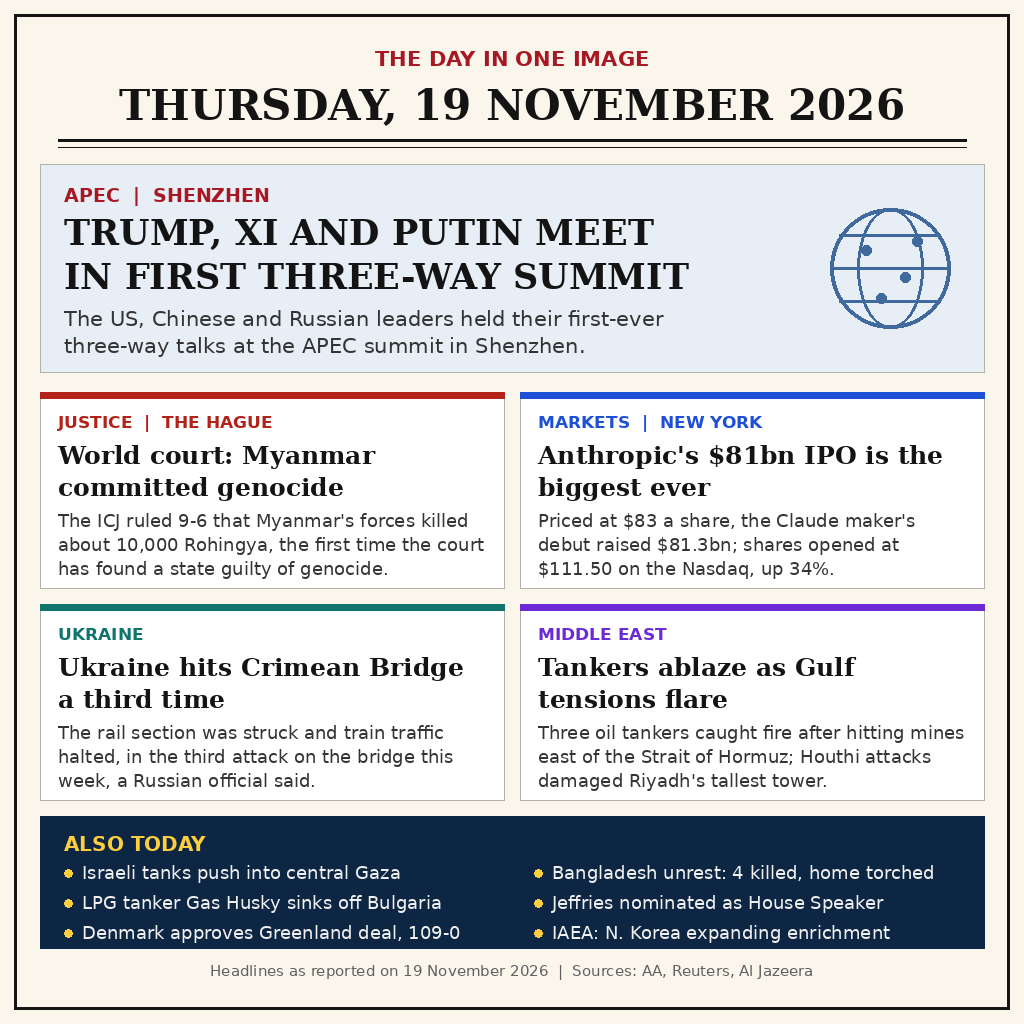 THE DAY IN ONE IMAGE
THURSDAY, 19 NOVEMBER 2026
APEC | SHENZHEN
TRUMP, XI AND PUTIN MEET
IN FIRST THREE-WAY SUMMIT
The US, Chinese and Russian leaders held their first-ever
three-way talks at the APEC summit in Shenzhen.
JUSTICE | THE HAGUE
World court: Myanmar
committed genocide
The ICJ ruled 9-6 that Myanmar's forces killed
about 10,000 Rohingya, the first time the court
has found a state guilty of genocide.
MARKETS | NEW YORK
Anthropic's $81bn IPO is the
biggest ever
Priced at $83 a share, the Claude maker's
debut raised $81.3bn; shares opened at
$111.50 on the Nasdaq, up 34%.
UKRAINE
Ukraine hits Crimean Bridge
a third time
The rail section was struck and train traffic
halted, in the third attack on the bridge this
week, a Russian official said.
MIDDLE EAST
Tankers ablaze as Gulf
tensions flare
Three oil tankers caught fire after hitting mines
east of the Strait of Hormuz; Houthi attacks
damaged Riyadh's tallest tower.
ALSO TODAY
Israeli tanks push into central Gaza
LPG tanker Gas Husky sinks off Bulgaria
Denmark approves Greenland deal, 109-0
Bangladesh unrest: 4 killed, home torched
Jeffries nominated as House Speaker
IAEA: N. Korea expanding enrichment
Headlines as reported on 19 November 2026 | Sources: AA, Reuters, Al Jazeera